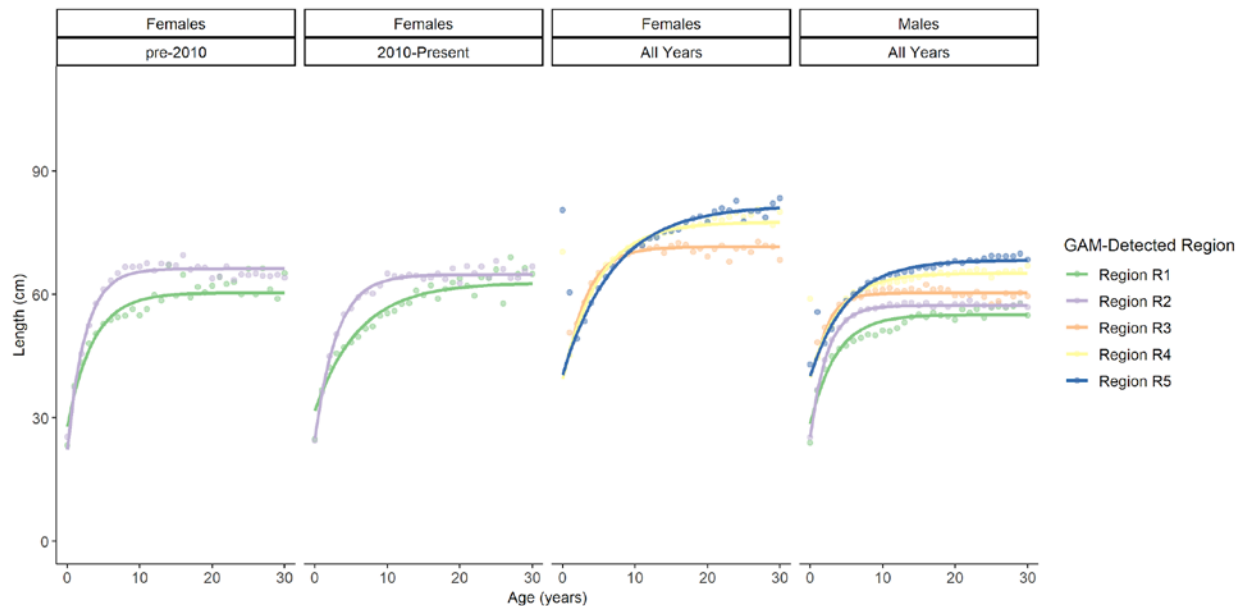 Females
Females
Females
Males
pre-2010
2010-Present
All Years
All Years
90
60
30
0
Length (cm)
0 10 20 30
0 10 20 30
0 10 20 30
0 10 20 30
Age (years)
GAM-Detected Region
Region R1
Region R2
Region R3
Region R4
Region R5